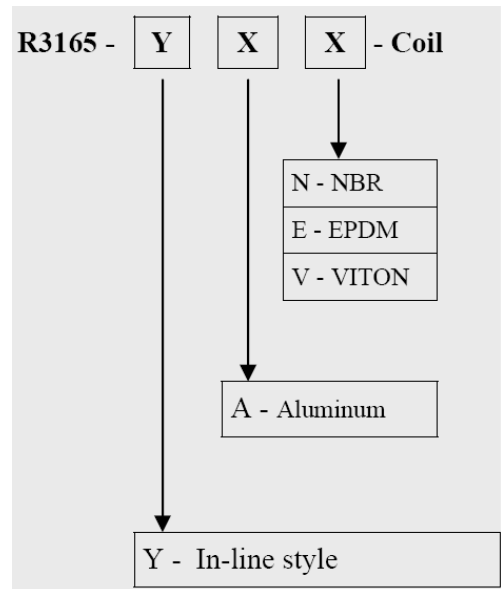 R3165 - Y X X - Coil
N - NBR
E - EPDM
V - VITON
A - Aluminum
Y - In-line style